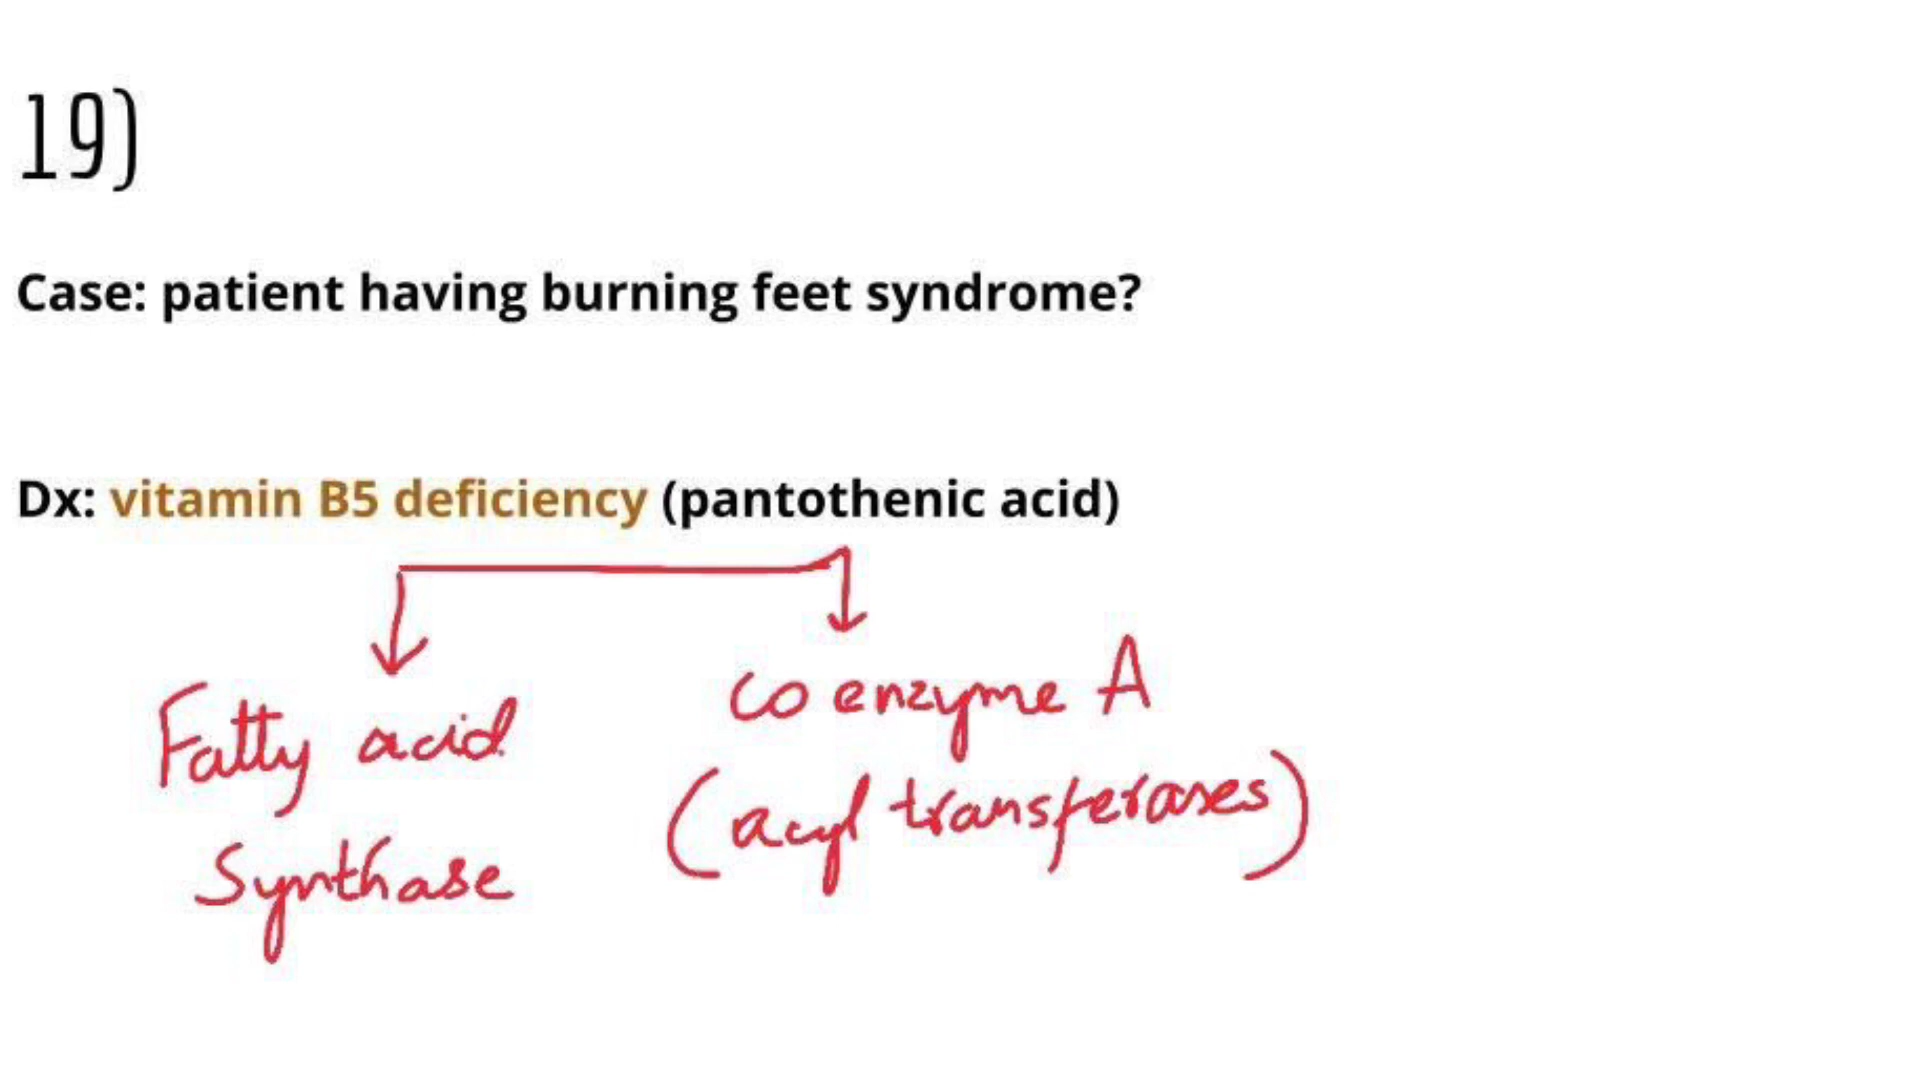 19)
Case: patient having burning feet syndrome?
Dx: vitamin B5 deficiency (pantothenic acid)
Fatty acid
Synthase
Co enzyme A
(acyl transferases)